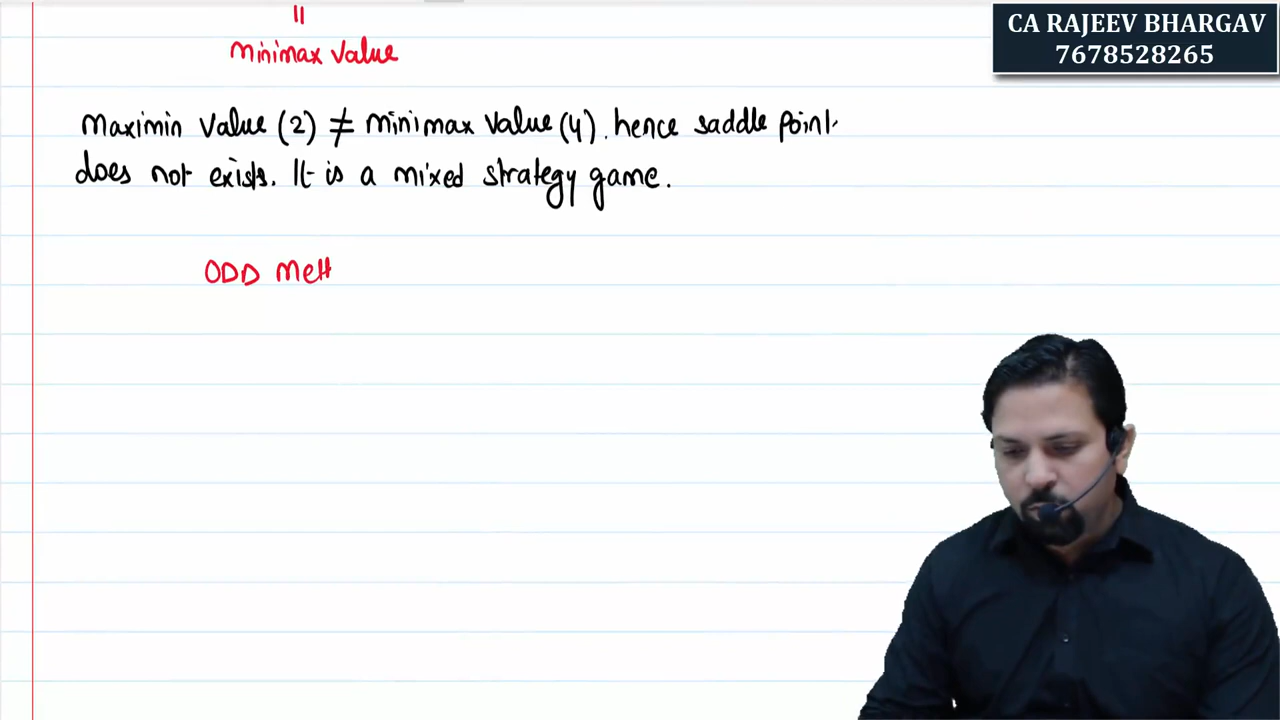 CA RAJEEV BHARGAV
7678528265
Minimax Value
Maximin Value (2) ≠ Minimax Value (4). hence saddle point
does not exists. It is a mixed strategy game.
ODD Meth